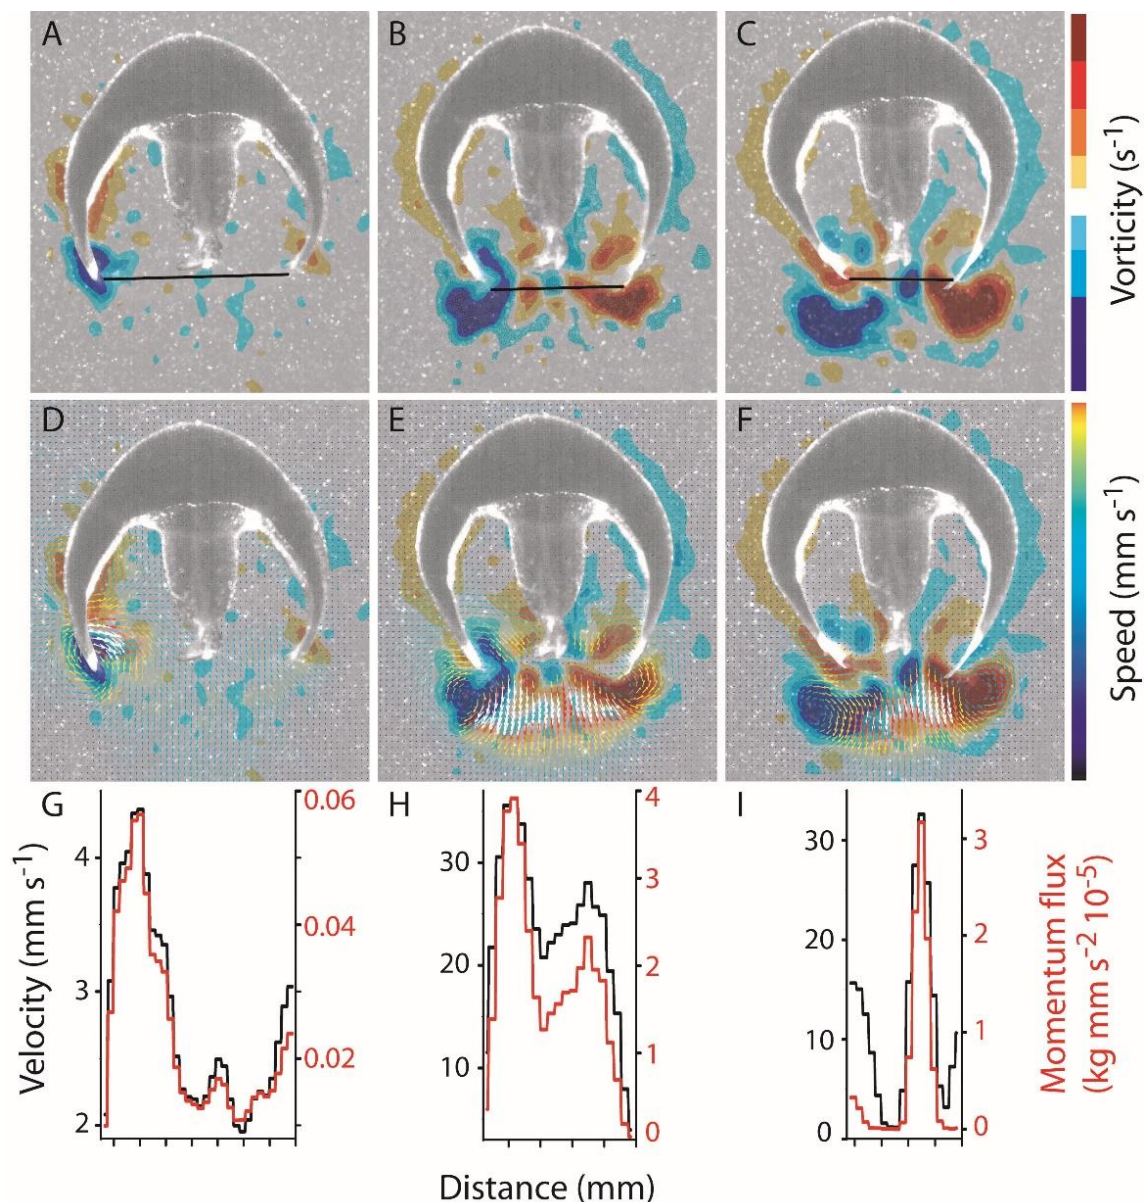 A
B
C
Vorticity (s⁻¹)
D
E
F
Speed (mm s⁻¹)
G
H
I
Velocity (mm s⁻¹)
4
3
2
0.06
0.04
0.02
30
20
10
4
3
2
1
0
30
20
10
0
3
2
1
0
Momentum flux
(kg mm s⁻² 10⁻⁵)
Distance (mm)